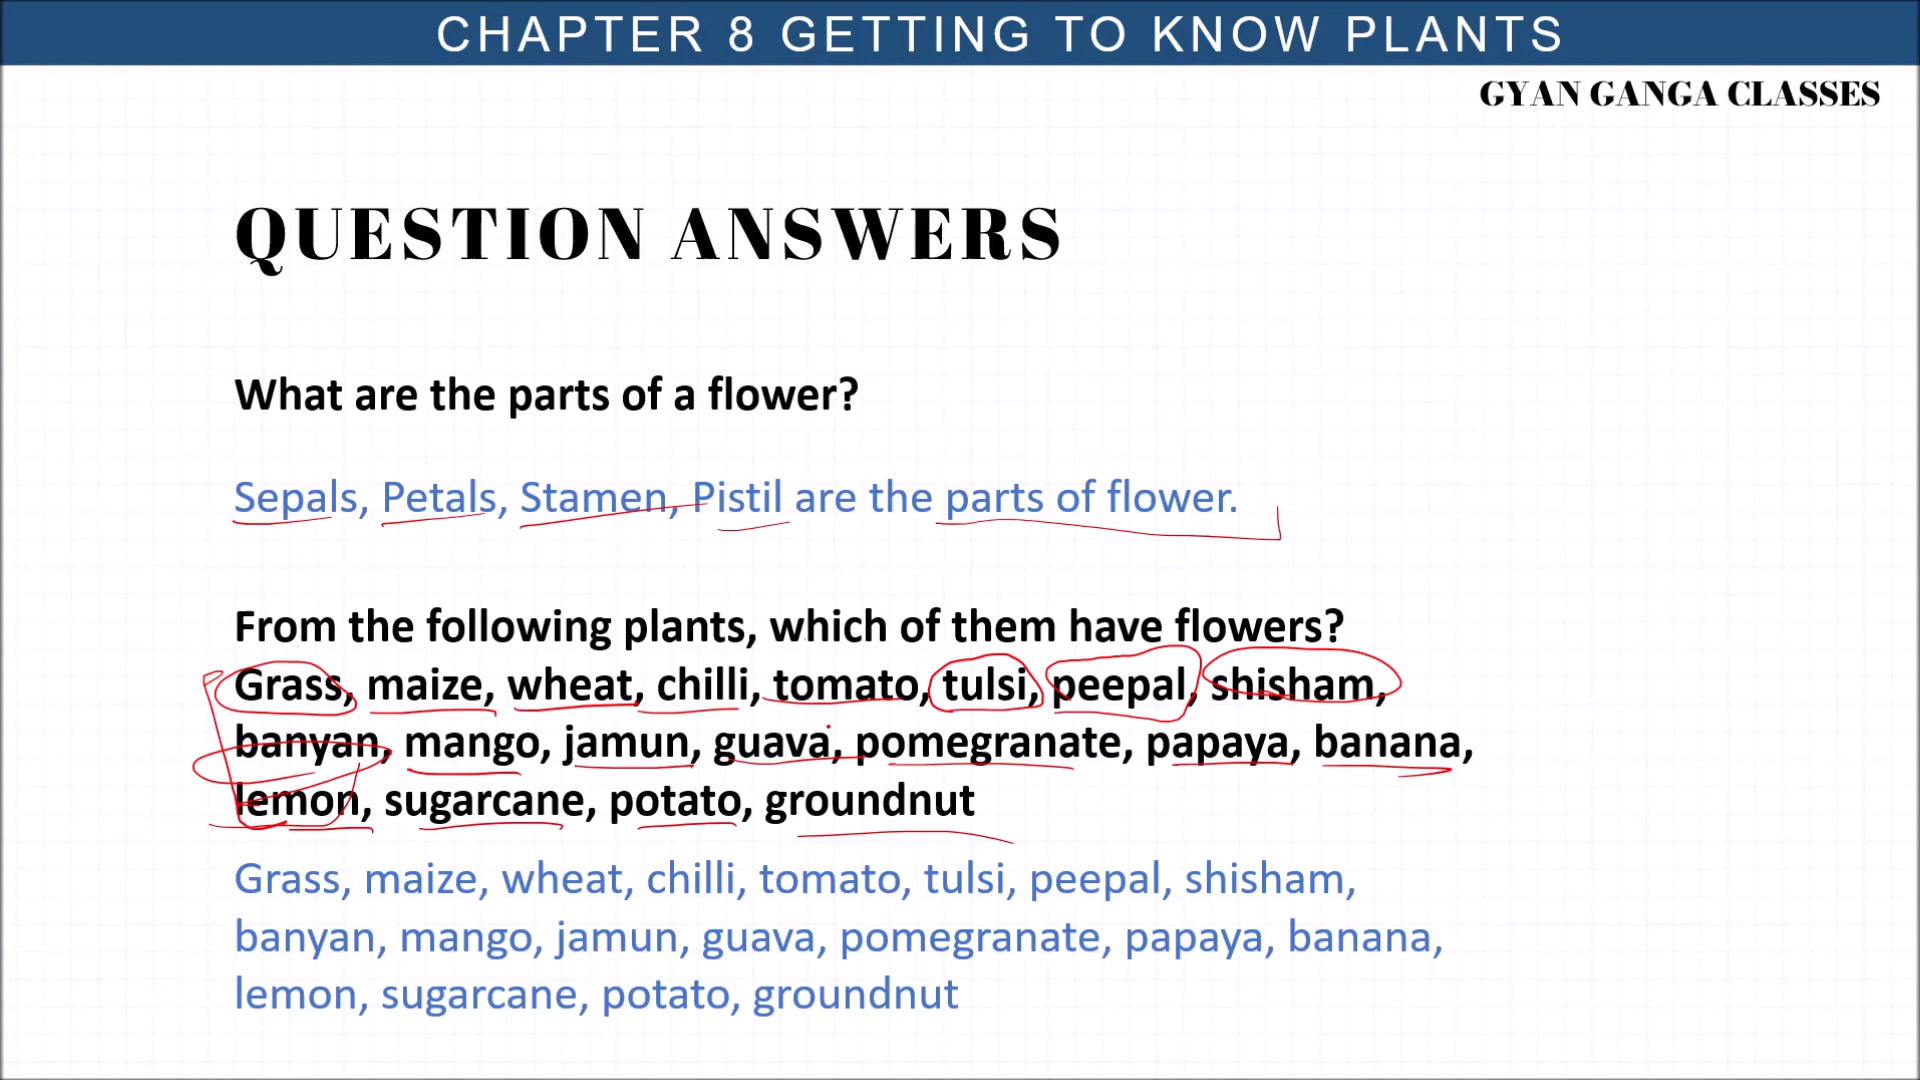 CHAPTER 8 GETTING TO KNOW PLANTS
GYAN GANGA CLASSES
QUESTION ANSWERS
What are the parts of a flower?
Sepals, Petals, Stamen, Pistil are the parts of flower.
From the following plants, which of them have flowers?
Grass, maize, wheat, chilli, tomato, tulsi, peepal, shisham,
banyan, mango, jamun, guava, pomegranate, papaya, banana,
lemon, sugarcane, potato, groundnut
Grass, maize, wheat, chilli, tomato, tulsi, peepal, shisham,
banyan, mango, jamun, guava, pomegranate, papaya, banana,
lemon, sugarcane, potato, groundnut